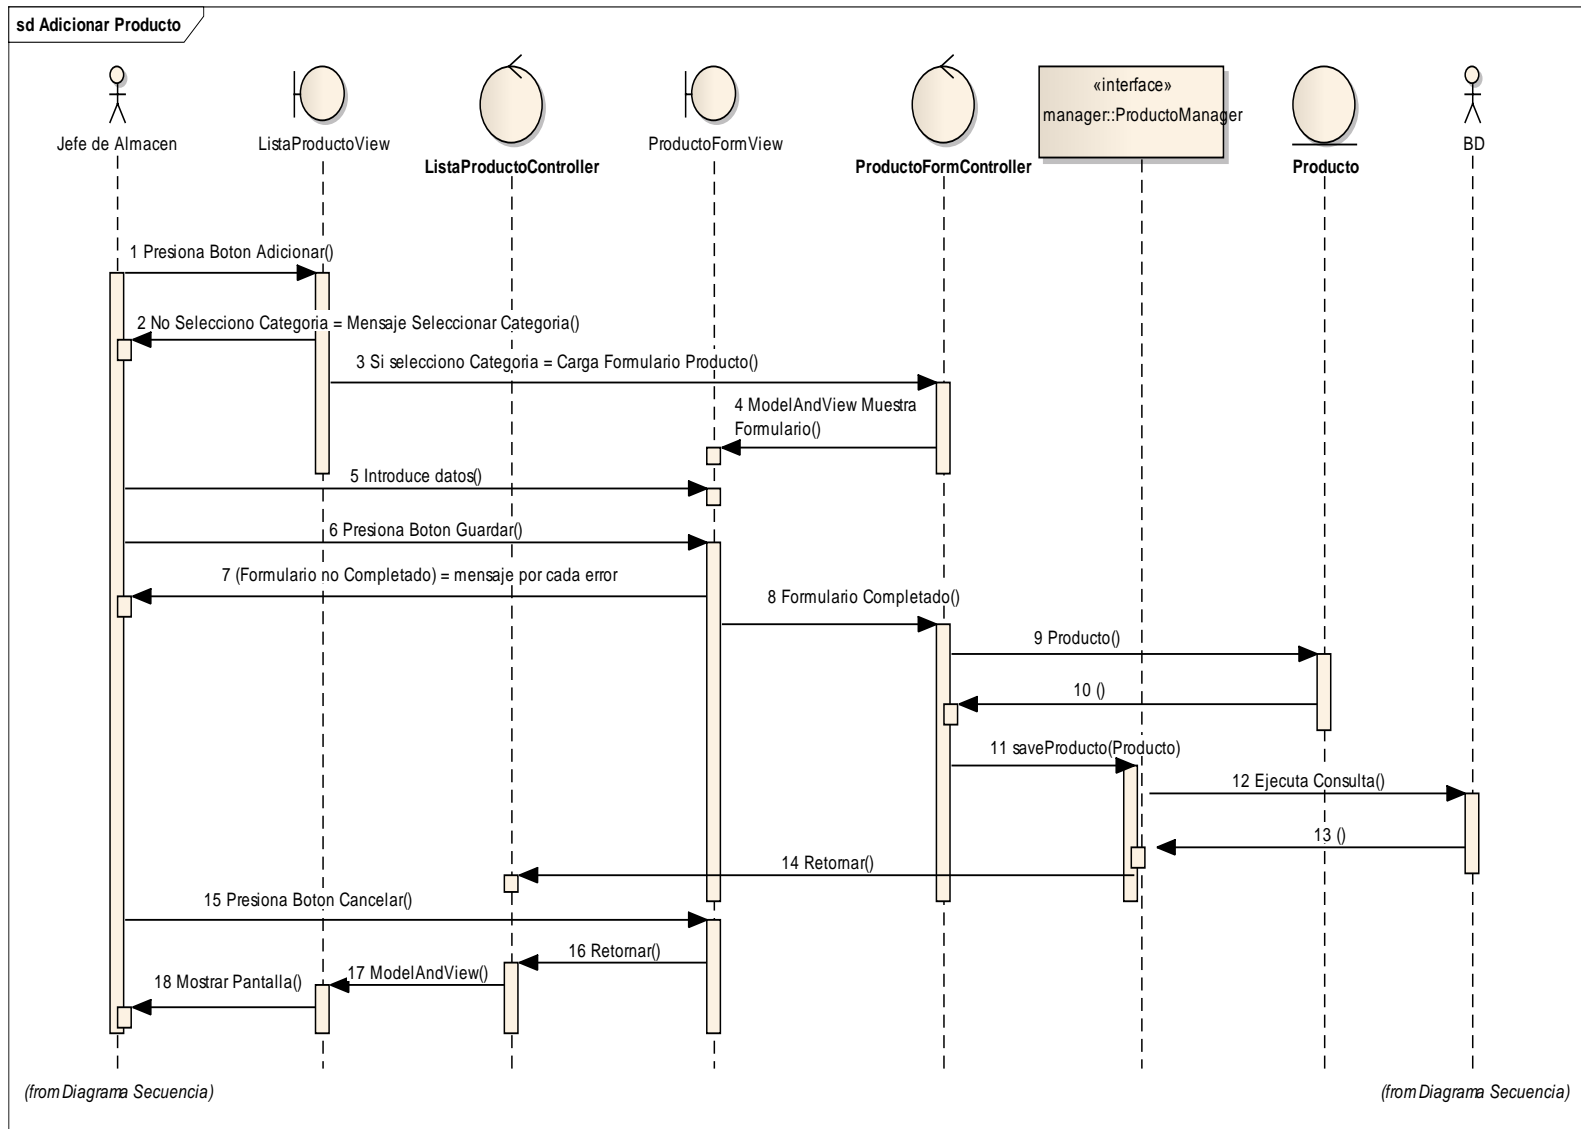 sd Adicionar Producto
Jefe de Almacen
ListaProductoView
ListaProductoController
ProductoFormView
ProductoFormController
«interface»
manager::ProductoManager
Producto
BD
1 Presiona Boton Adicionar()
2 No Selecciono Categoria = Mensaje Seleccionar Categoria()
3 Si selecciono Categoria = Carga Formulario Producto()
4 ModelAndView Muestra
Formulario()
5 Introduce datos()
6 Presiona Boton Guardar()
7 (Formulario no Completado) = mensaje por cada error
8 Formulario Completado()
9 Producto()
10 ()
11 saveProducto(Producto)
12 Ejecuta Consulta()
13 ()
14 Retornar()
15 Presiona Boton Cancelar()
16 Retornar()
17 ModelAndView()
18 Mostrar Pantalla()
(from Diagrama Secuencia)
(from Diagrama Secuencia)